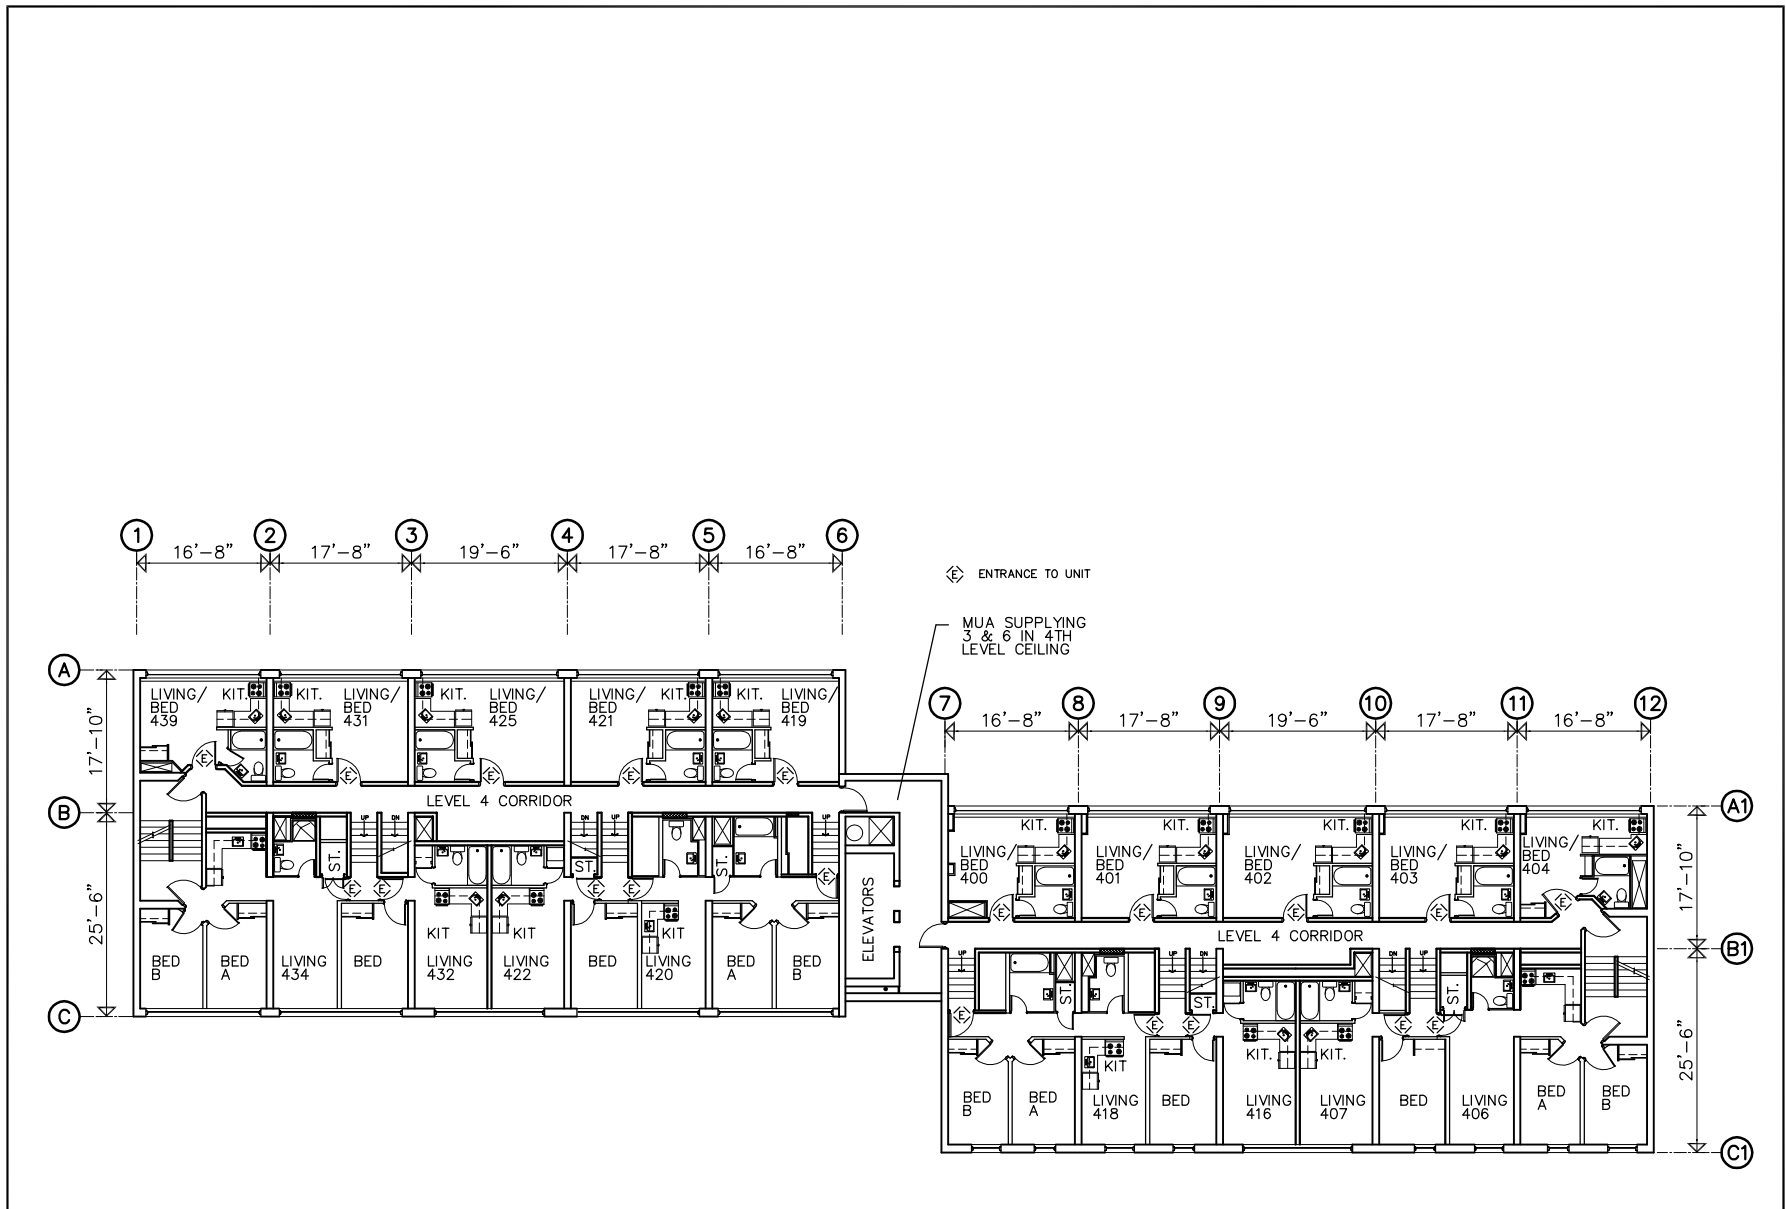 1
2
3
4
5
6
16'-8"
17'-8"
19'-6"
17'-8"
16'-8"
E ENTRANCE TO UNIT
MUA SUPPLYING
3 & 6 IN 4TH
LEVEL CEILING
A
B
C
17'-10"
25'-6"
LIVING/
BED
439
KIT.
KIT.
LIVING/
BED
431
KIT.
LIVING/
BED
425
LIVING/
BED
421
KIT.
KIT.
LIVING/
BED
419
E
E
E
E
E
LEVEL 4 CORRIDOR
UP
DN
DN
UP
UP
ST.
ST.
ST.
E
E
E
E
E
ELEVATORS
BED
B
BED
A
LIVING
434
BED
KIT
LIVING
432
KIT
LIVING
422
BED
KIT
LIVING
420
BED
A
BED
B
7
8
9
10
11
12
16'-8"
17'-8"
19'-6"
17'-8"
16'-8"
A1
B1
C1
17'-10"
25'-6"
KIT.
LIVING/
BED
400
KIT.
LIVING/
BED
401
KIT.
LIVING/
BED
402
KIT.
LIVING/
BED
403
KIT.
LIVING/
BED
404
E
E
E
E
E
LEVEL 4 CORRIDOR
UP
UP
DN
DN
UP
ST.
ST.
ST.
E
E
E
E
E
BED
B
BED
A
KIT
LIVING
418
BED
KIT.
LIVING
416
KIT.
LIVING
407
BED
LIVING
406
BED
A
BED
B